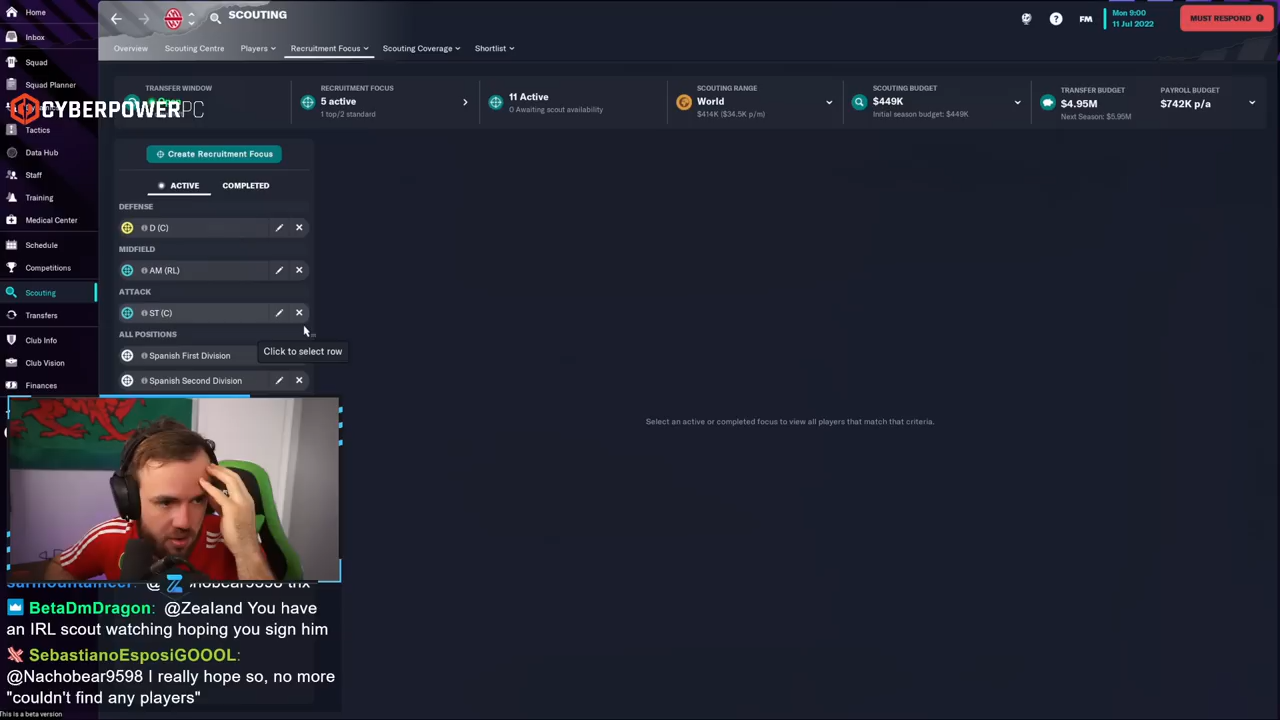 Home
SCOUTING
Mon 9:00
11 Jul 2022
FM
MUST RESPOND
Inbox
Overview
Scouting Centre
Players
Recruitment Focus
Scouting Coverage
Shortlist
Squad
Squad Planner
CYBERPOWERPC
Tactics
Data Hub
Staff
Training
Medical Center
Schedule
Competitions
Scouting
Transfers
Club Info
Club Vision
Finances
TRANSFER WINDOW
RECRUITMENT FOCUS
5 active
1 top/2 standard
11 Active
0 Awaiting scout availability
SCOUTING RANGE
World
$414K ($34.5K p/m)
SCOUTING BUDGET
$449K
Initial season budget: $449K
TRANSFER BUDGET
$4.95M
Next Season: $5.95M
PAYROLL BUDGET
$742K p/a
Create Recruitment Focus
ACTIVE
COMPLETED
DEFENSE
D (C)
MIDFIELD
AM (RL)
ATTACK
ST (C)
ALL POSITIONS
Spanish First Division
Click to select row
Spanish Second Division
Select an active or completed focus to view all players that match that criteria.
BetaDmDragon: @Zealand You have
an IRL scout watching hoping you sign him
SebastianoEsposiGOOOL:
@Nachobear9598 I really hope so, no more
"couldn't find any players"
This is a beta version